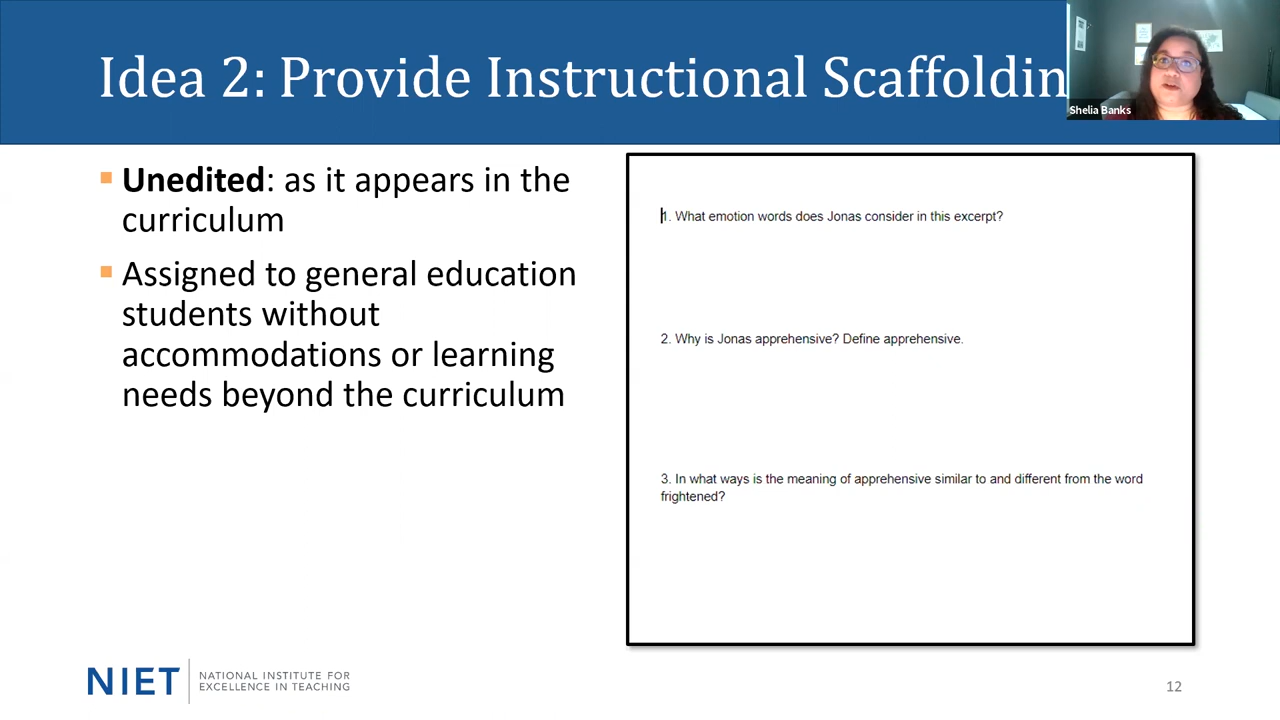 Idea 2: Provide Instructional Scaffoldin
Shelia Banks
Unedited: as it appears in the
curriculum
Assigned to general education
students without
accommodations or learning
needs beyond the curriculum
1. What emotion words does Jonas consider in this excerpt?
2. Why is Jonas apprehensive? Define apprehensive.
3. In what ways is the meaning of apprehensive similar to and different from the word
frightened?
NIET
NATIONAL INSTITUTE FOR
EXCELLENCE IN TEACHING
12